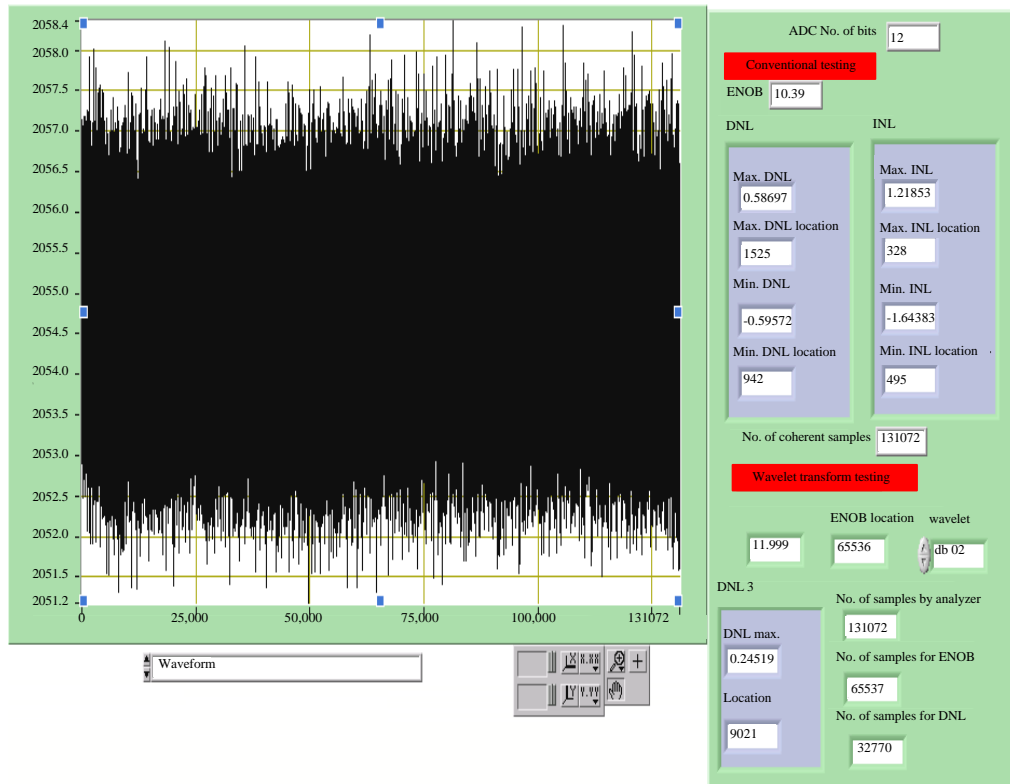 2058.4
2058.0
2057.5
2057.0
2056.5
2056.0
2055.5
2055.0
2054.5
2054.0
2053.5
2053.0
2052.5
2052.0
2051.5
2051.2
0 25,000 50,000 75,000 100,000 131072
Waveform
X X.XX
Y Y.YY
ADC No. of bits 12
Conventional testing
ENOB 10.39
DNL
Max. DNL
0.58697
Max. DNL location
1525
Min. DNL
-0.59572
Min. DNL location
942
INL
Max. INL
1.21853
Max. INL location
328
Min. INL
-1.64383
Min. INL location
495
No. of coherent samples 131072
Wavelet transform testing
ENOB location wavelet
11.999 65536 db 02
DNL 3
DNL max.
0.24519
Location
9021
No. of samples by analyzer
131072
No. of samples for ENOB
65537
No. of samples for DNL
32770